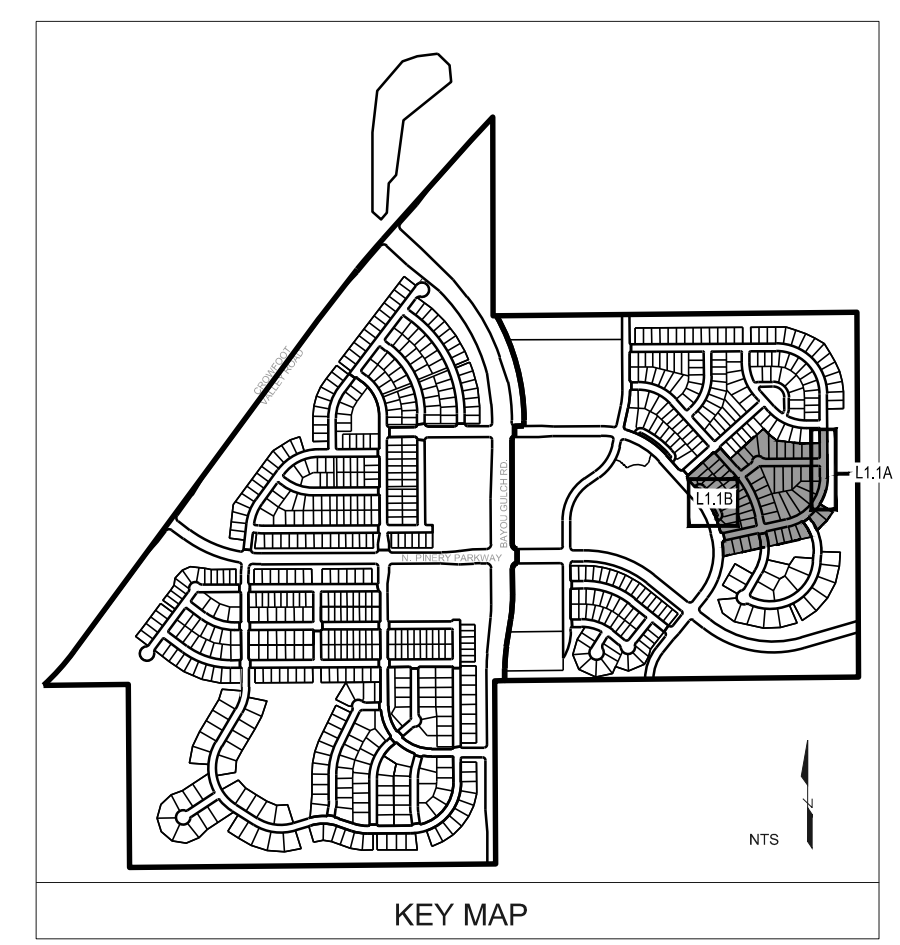 CROWFOOT
VALLEY ROAD
L1.1A
L1.1B
BAYOU GULCH RD.
N. PINERY PARKWAY
N
NTS
KEY MAP